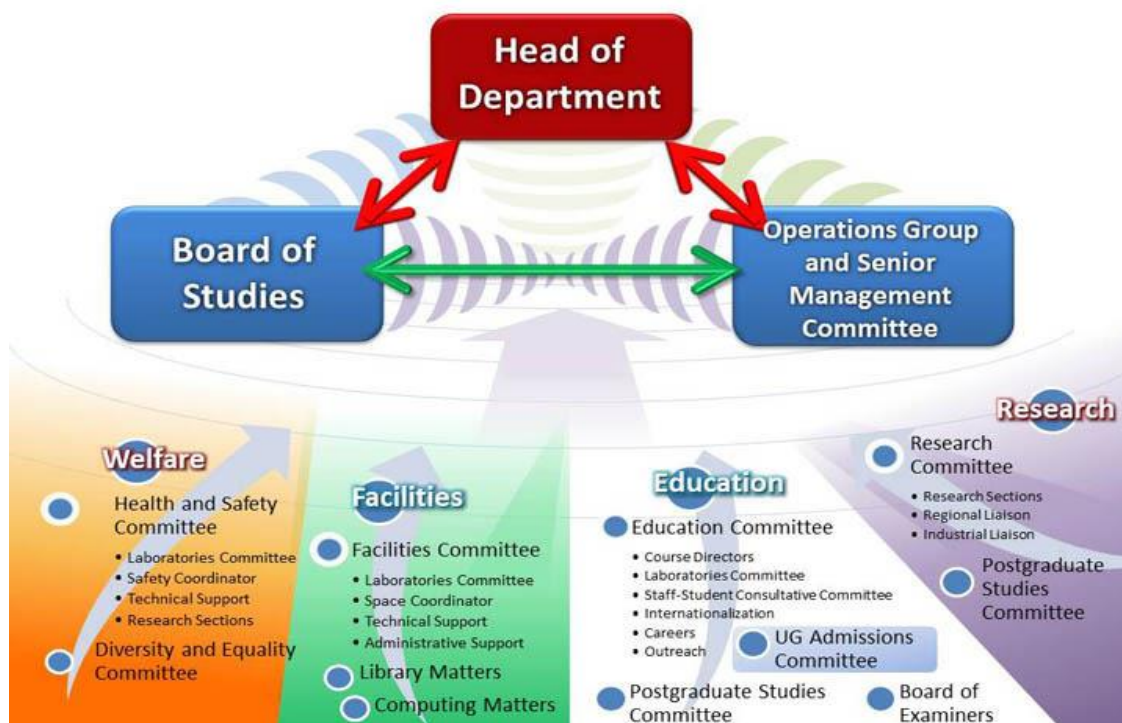 Head of
Department
Board of
Studies
Operations Group
and Senior
Management
Committee
Welfare
Health and Safety
Committee
• Laboratories Committee
• Safety Coordinator
• Technical Support
• Research Sections
Diversity and Equality
Committee
Facilities
Facilities Committee
• Laboratories Committee
• Space Coordinator
• Technical Support
• Administrative Support
Library Matters
Computing Matters
Education
Education Committee
• Course Directors
• Laboratories Committee
• Staff-Student Consultative Committee
• Internationalization
• Careers
• Outreach
UG Admissions
Committee
Postgraduate Studies
Committee
Board of
Examiners
Research
Research
Committee
• Research Sections
• Regional Liaison
• Industrial Liaison
Postgraduate
Studies
Committee